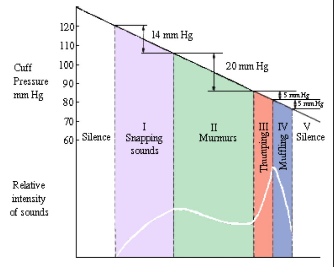 120
110
100
90
80
70
60
Cuff
Pressure
mm Hg
14 mm Hg
20 mm Hg
5 mm Hg
5 mm Hg
Silence
I
Snapping
sounds
II
Murmurs
III
Thumping
IV
Muffling
V
Silence
Relative
intensity
of sounds